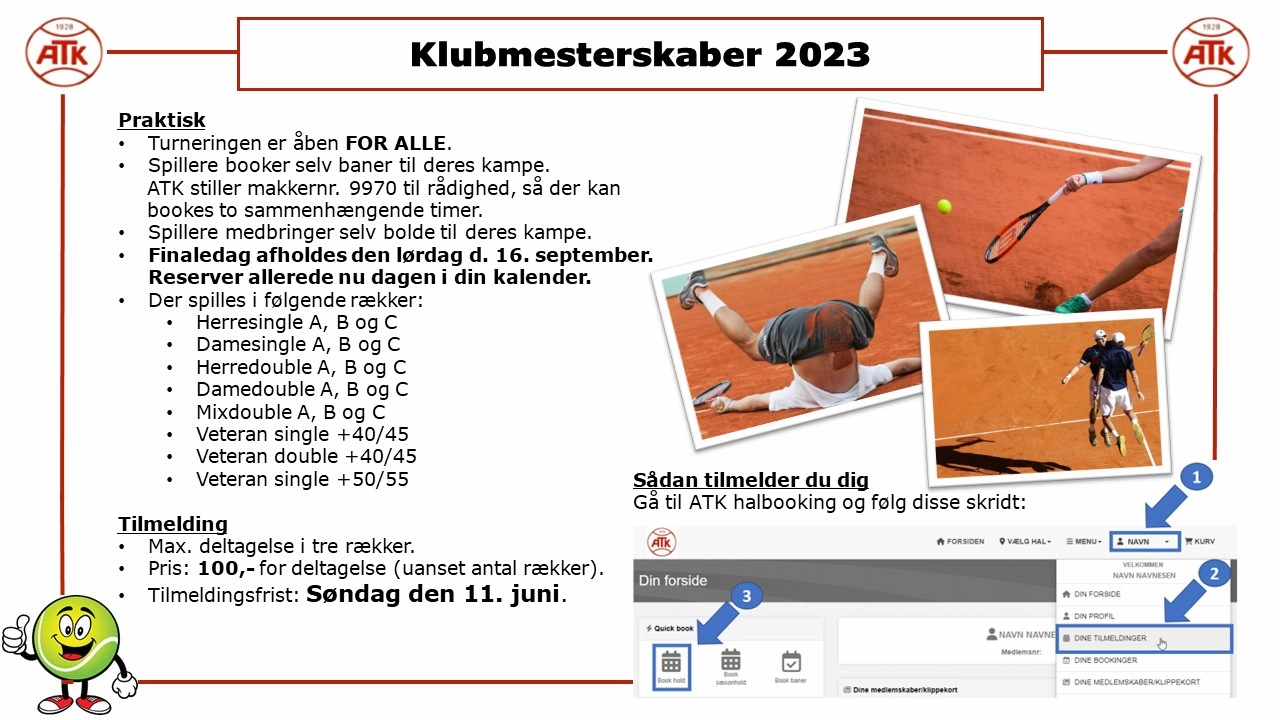 1928
ATK
Klubmesterskaber 2023
1928
ATK
Praktisk
• Turneringen er åben FOR ALLE.
• Spillere booker selv baner til deres kampe.
ATK stiller makkernr. 9970 til rådighed, så der kan
bookes to sammenhængende timer.
• Spillere medbringer selv bolde til deres kampe.
• Finaledag afholdes den lørdag d. 16. september.
Reserver allerede nu dagen i din kalender.
• Der spilles i følgende rækker:
• Herresingle A, B og C
• Damesingle A, B og C
• Herredouble A, B og C
• Damedouble A, B og C
• Mixdouble A, B og C
• Veteran single +40/45
• Veteran double +40/45
• Veteran single +50/55
Tilmelding
• Max. deltagelse i tre rækker.
• Pris: 100,- for deltagelse (uanset antal rækker).
• Tilmeldingsfrist: Søndag den 11. juni.
Sådan tilmelder du dig
Gå til ATK halbooking og følg disse skridt:
1
ATK
FORSIDEN VÆLG HAL MENU NAVN KURV
Din forside
VELKOMMEN
NAVN NAVNESEN
2
DIN FORSIDE
DIN PROFIL
DINE TILMELDINGER
DINE BOOKINGER
DINE MEDLEMSKABER/KLIPPEKORT
3
Quick book
Book hold
Book sæsonhold
Book baner
NAVN NAVNE
Medlemsnr:
Dine medlemskaber/klippekort